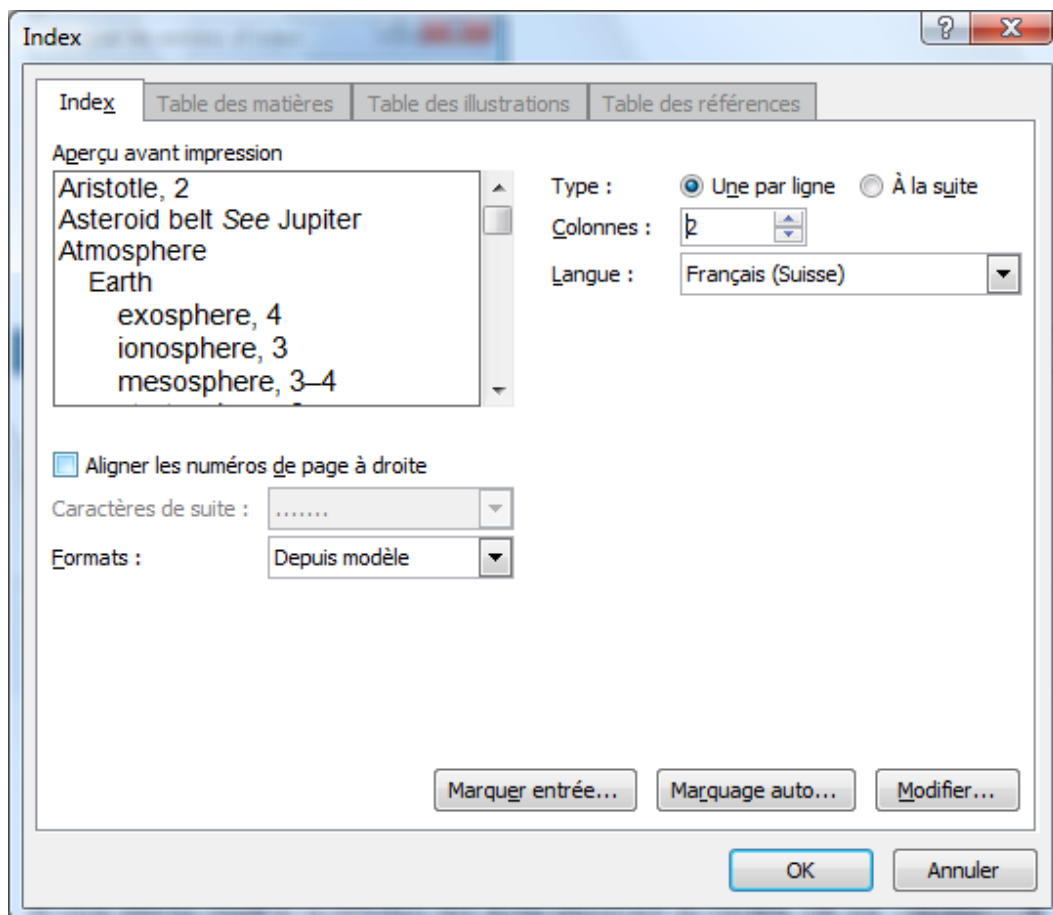 Index
Index Table des matières Table des illustrations Table des références
Aperçu avant impression
Aristotle, 2
Asteroid belt See Jupiter
Atmosphere
Earth
exosphere, 4
ionosphere, 3
mesosphere, 3–4
Type : Une par ligne À la suite
Colonnes : 2
Langue : Français (Suisse)
Aligner les numéros de page à droite
Caractères de suite : .......
Formats : Depuis modèle
Marquer entrée... Marquage auto... Modifier...
OK Annuler